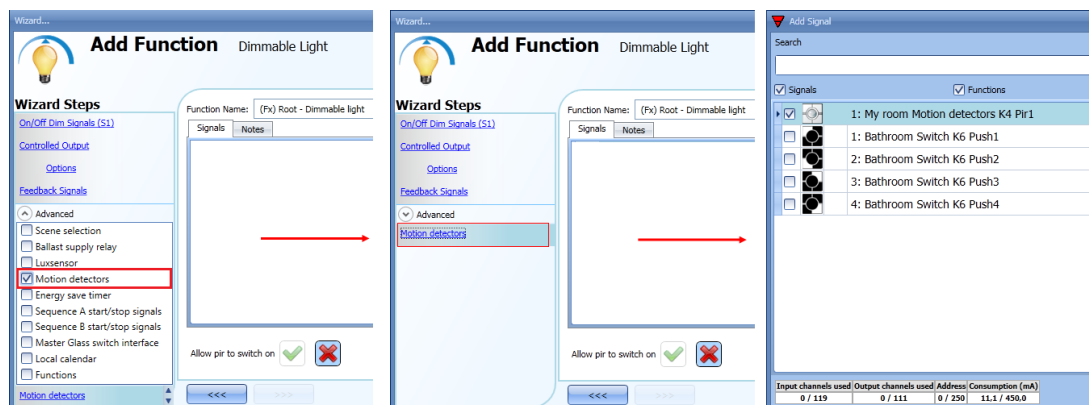 Wizard...
Add Function Dimmable Light
Wizard Steps
On/Off Dim Signals (S1)
Controlled Output
Options
Feedback Signals
Advanced
Scene selection
Ballast supply relay
Luxsensor
Motion detectors
Energy save timer
Sequence A start/stop signals
Sequence B start/stop signals
Master Glass switch interface
Local calendar
Functions
Motion detectors
Function Name: (Fx) Root - Dimmable light
Signals Notes
Allow pir to switch on
<<< >>>
Wizard...
Add Function Dimmable Light
Wizard Steps
On/Off Dim Signals (S1)
Controlled Output
Options
Feedback Signals
Advanced
Motion detectors
Function Name: (Fx) Root - Dimmable light
Signals Notes
Allow pir to switch on
<<< >>>
Add Signal
Search
Signals Functions
1: My room Motion detectors K4 Pir1
1: Bathroom Switch K6 Push1
2: Bathroom Switch K6 Push2
3: Bathroom Switch K6 Push3
4: Bathroom Switch K6 Push4
Input channels used Output channels used Address Consumption (mA)
0 / 119 0 / 111 0 / 250 11,1 / 450,0